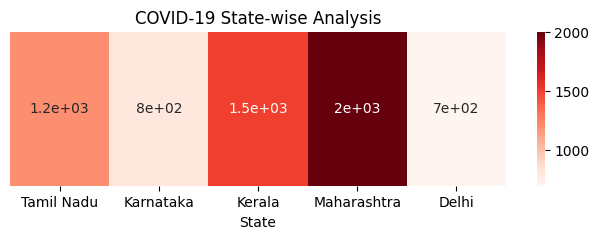 COVID-19 State-wise Analysis
1.2e+03 8e+02 1.5e+03 2e+03 7e+02
Tamil Nadu Karnataka Kerala Maharashtra Delhi
State
2000
1500
1000